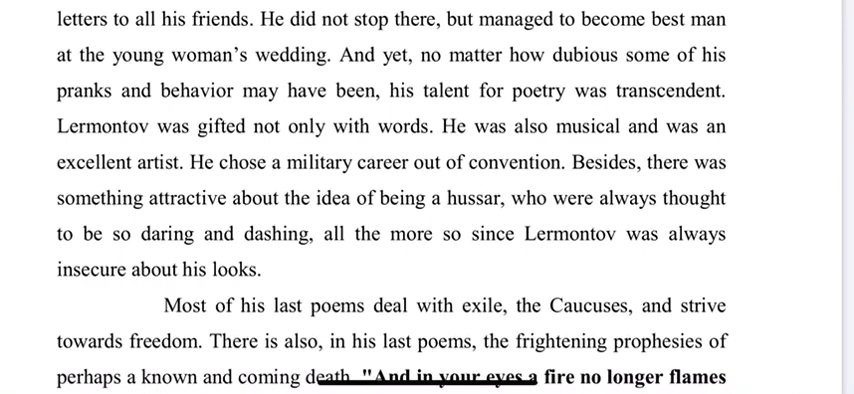 letters to all his friends. He did not stop there, but managed to become best man
at the young woman's wedding. And yet, no matter how dubious some of his
pranks and behavior may have been, his talent for poetry was transcendent.
Lermontov was gifted not only with words. He was also musical and was an
excellent artist. He chose a military career out of convention. Besides, there was
something attractive about the idea of being a hussar, who were always thought
to be so daring and dashing, all the more so since Lermontov was always
insecure about his looks.
Most of his last poems deal with exile, the Caucuses, and strive
towards freedom. There is also, in his last poems, the frightening prophesies of
perhaps a known and coming death. "And in your eyes a fire no longer flames